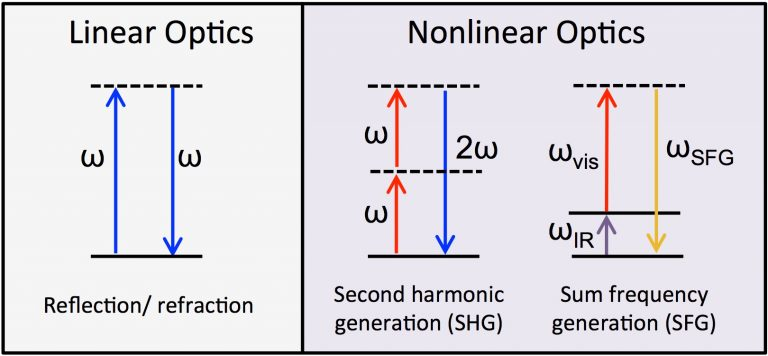 Linear Optics
ω
ω
Reflection/ refraction
Nonlinear Optics
ω
ω
2ω
Second harmonic
generation (SHG)
ωvis
ωIR
ωSFG
Sum frequency
generation (SFG)